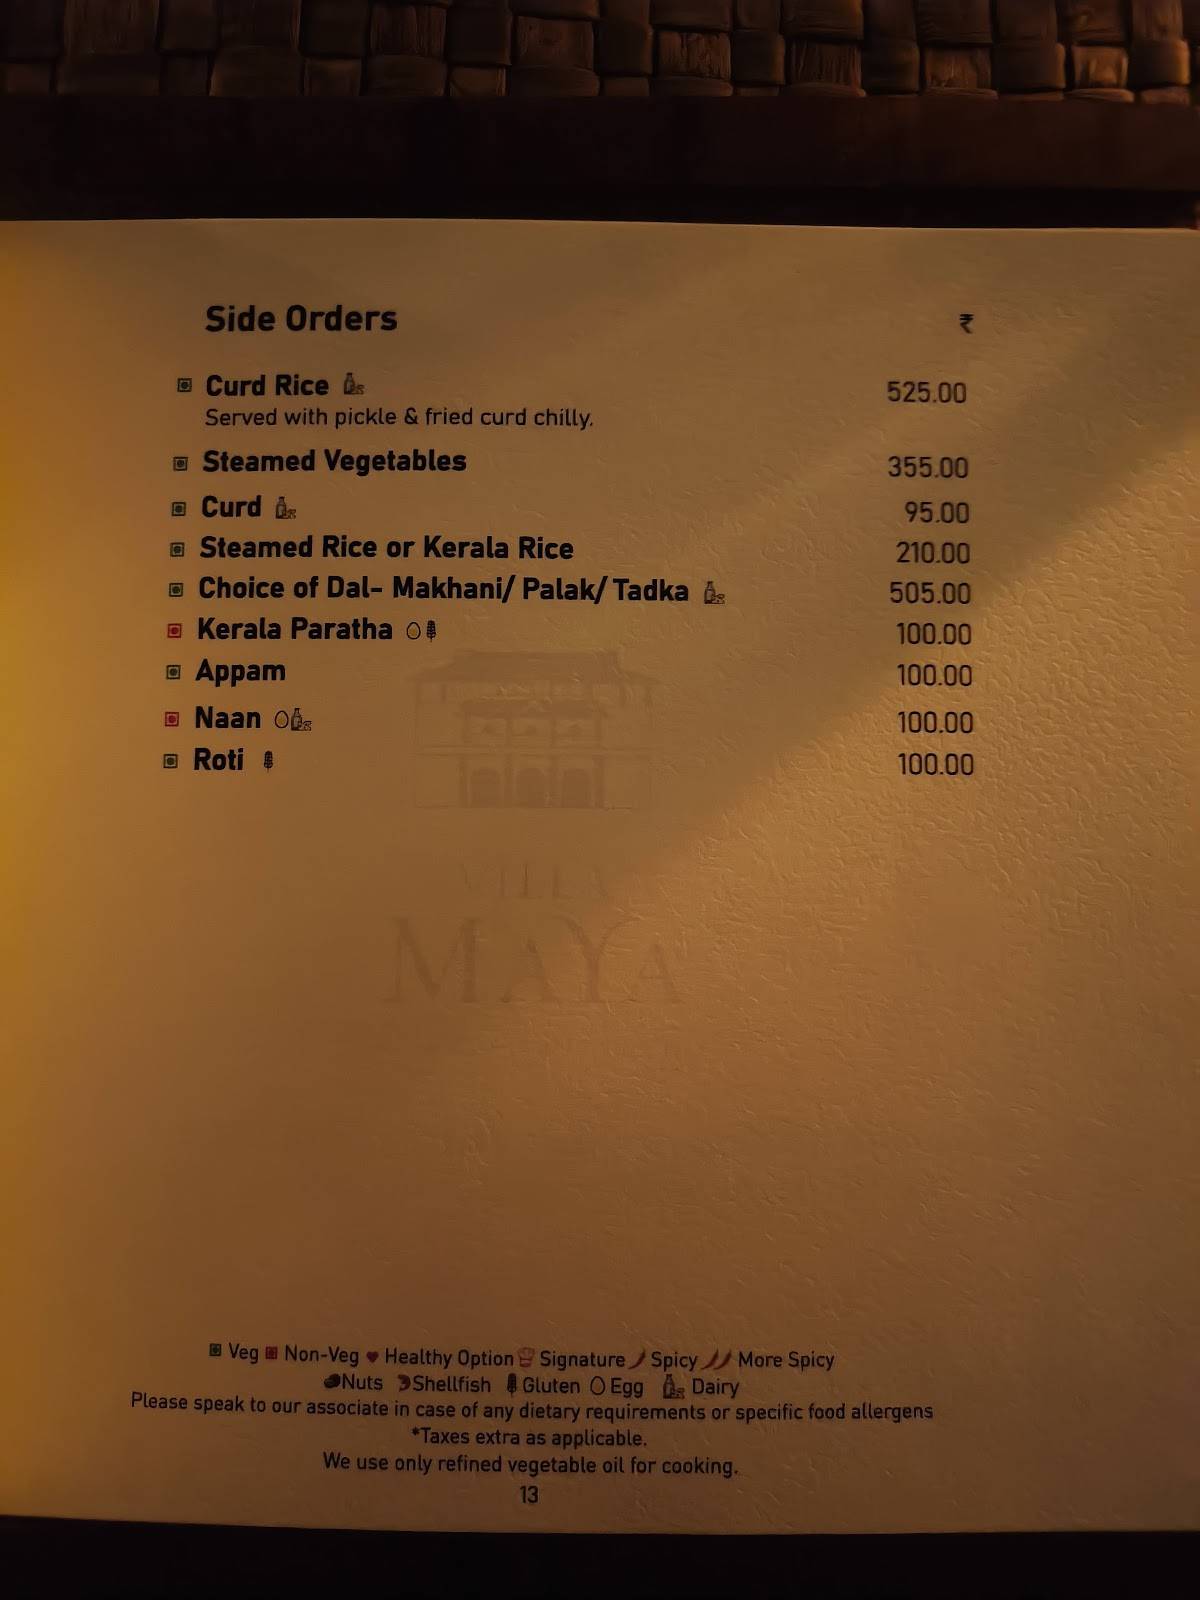 Side Orders ₹
Curd Rice 525.00
Served with pickle & fried curd chilly.
Steamed Vegetables 355.00
Curd 95.00
Steamed Rice or Kerala Rice 210.00
Choice of Dal- Makhani/ Palak/ Tadka 505.00
Kerala Paratha 100.00
Appam 100.00
Naan 100.00
Roti 100.00
VILLA
MAYA
Veg Non-Veg Healthy Option Signature Spicy More Spicy
Nuts Shellfish Gluten Egg Dairy
Please speak to our associate in case of any dietary requirements or specific food allergens
*Taxes extra as applicable.
We use only refined vegetable oil for cooking.
13